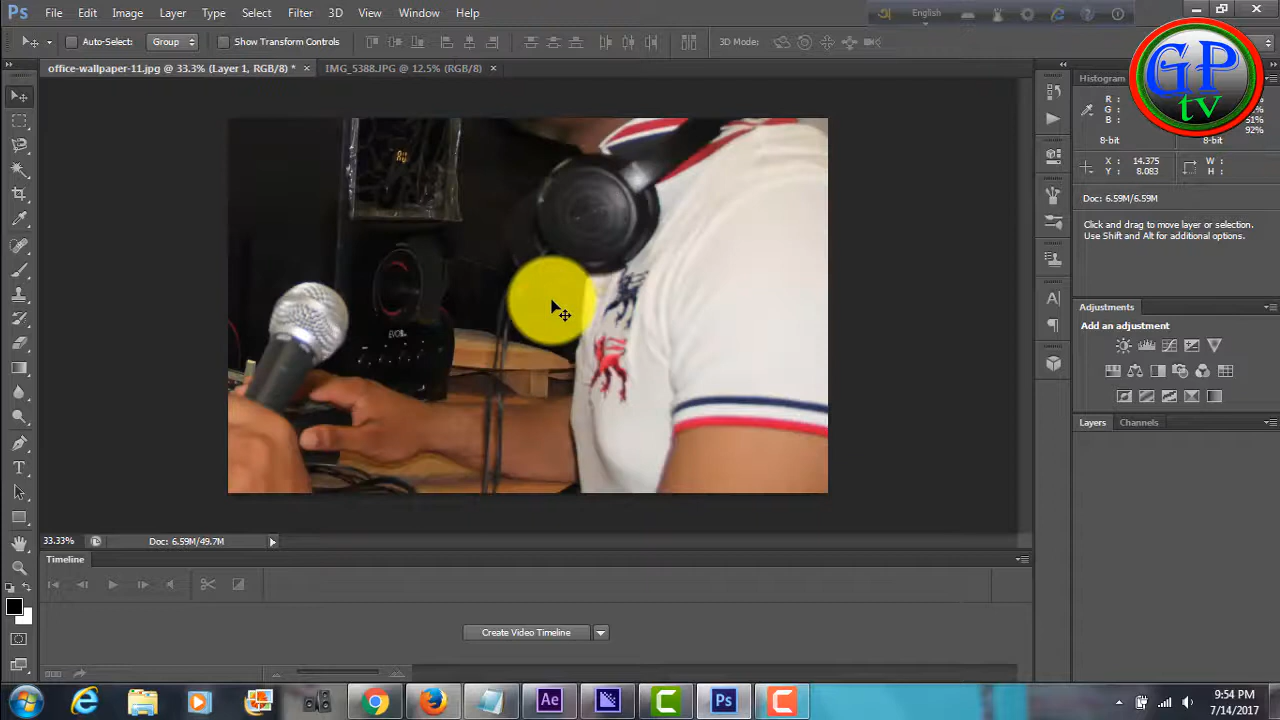 Ps File Edit Image Layer Type Select Filter 3D View Window Help
English
Auto-Select: Group Show Transform Controls 3D Mode:
GP
tv
office-wallpaper-11.jpg @ 33.3% (Layer 1, RGB/8) * × IMG_5388.JPG @ 12.5% (RGB/8) ×
Histogram
R :
G :
B :
51%
92%
8-bit 8-bit
X : 14.375 W :
Y : 8.083 H :
Doc: 6.59M/6.59M
Click and drag to move layer or selection.
Use Shift and Alt for additional options.
Adjustments
Add an adjustment
Layers Channels
33.33% Doc: 6.59M/49.7M
Timeline
Create Video Timeline
Ae Ps
9:54 PM
7/14/2017